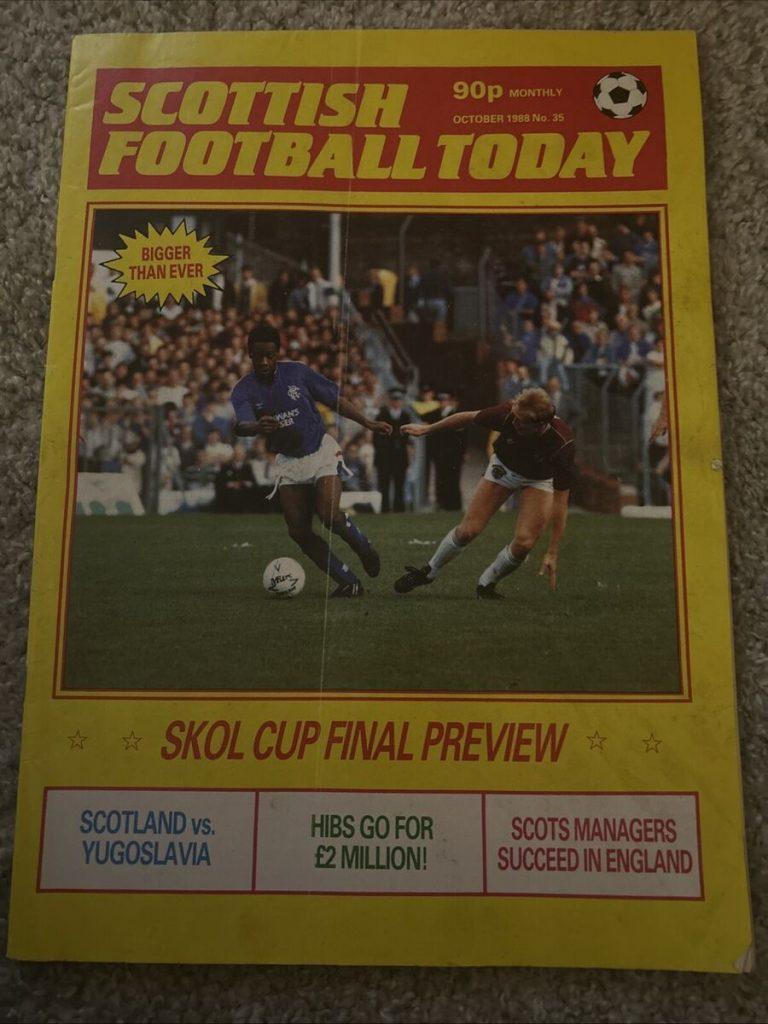 SCOTTISH
FOOTBALL TODAY
90p MONTHLY
OCTOBER 1988 No. 35
BIGGER
THAN EVER
SKOL CUP FINAL PREVIEW
SCOTLAND vs.
YUGOSLAVIA
HIBS GO FOR
£2 MILLION!
SCOTS MANAGERS
SUCCEED IN ENGLAND